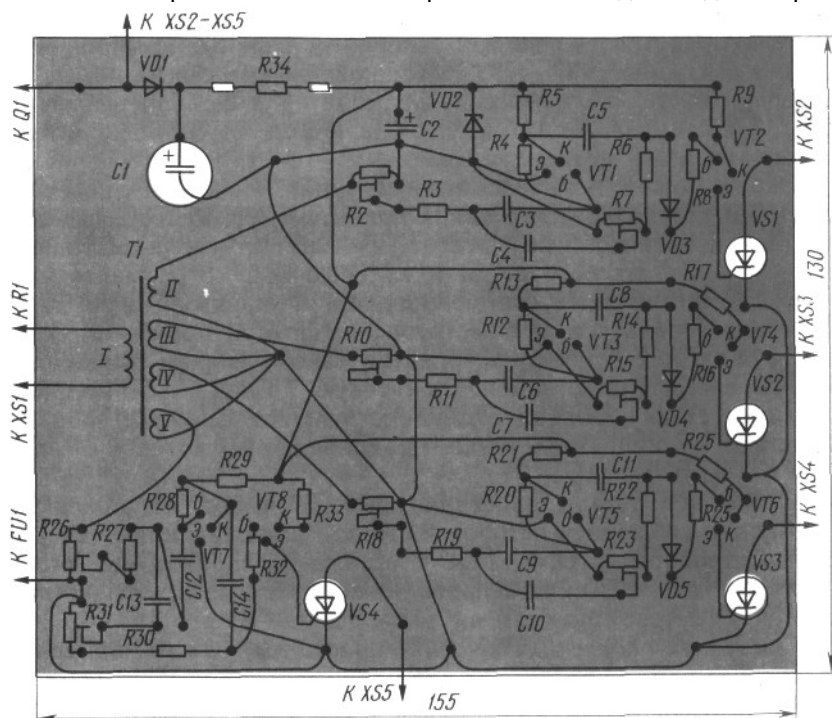 К XS2-XS5
К Q1
VD1
R34
C1
C2
VD2
R5
C5
R9
R4
К
Э
б
VT1
R6
VT2
б
К
R8
Э
К XS2
R2
R3
C3
C4
R7
VD3
VS1
T1
II
III
I
IV
V
К R1
К XS1
R13
C8
R17
R10
R12
К
Э
VT3
б
R14
б
К
VT4
R15
R16
Э
К XS3
R11
C6
C7
VD4
VS2
130
R21
R25
R29
C11
R28
б
VT8
R33
R20
К
Э
VT5
б
R22
R25
б
К
VT6
Э
К XS4
R26
R27
Э
К
б
Э
К
R18
R19
C9
R23
К FU1
VT7
C12
R32
C10
VD5
VS3
R31
C13
C14
VS4
R30
К XS5
155